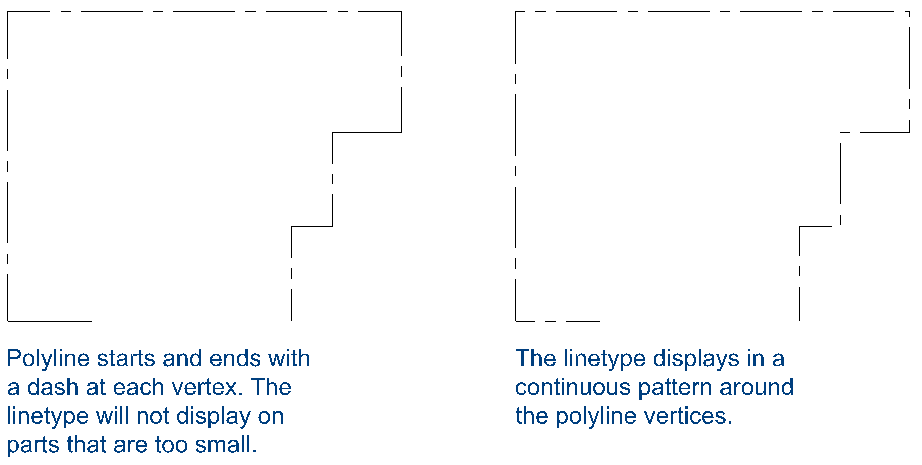 Polyline starts and ends with
a dash at each vertex. The
linetype will not display on
parts that are too small.
The linetype displays in a
continuous pattern around
the polyline vertices.